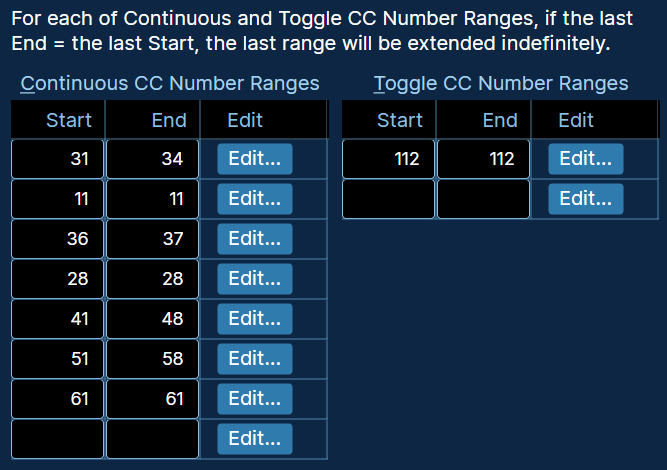 For each of Continuous and Toggle CC Number Ranges, if the last
End = the last Start, the last range will be extended indefinitely.
Continuous CC Number Ranges
Start End Edit
31 34 Edit...
11 11 Edit...
36 37 Edit...
28 28 Edit...
41 48 Edit...
51 58 Edit...
61 61 Edit...
Edit...
Toggle CC Number Ranges
Start End Edit
112 112 Edit...
Edit...